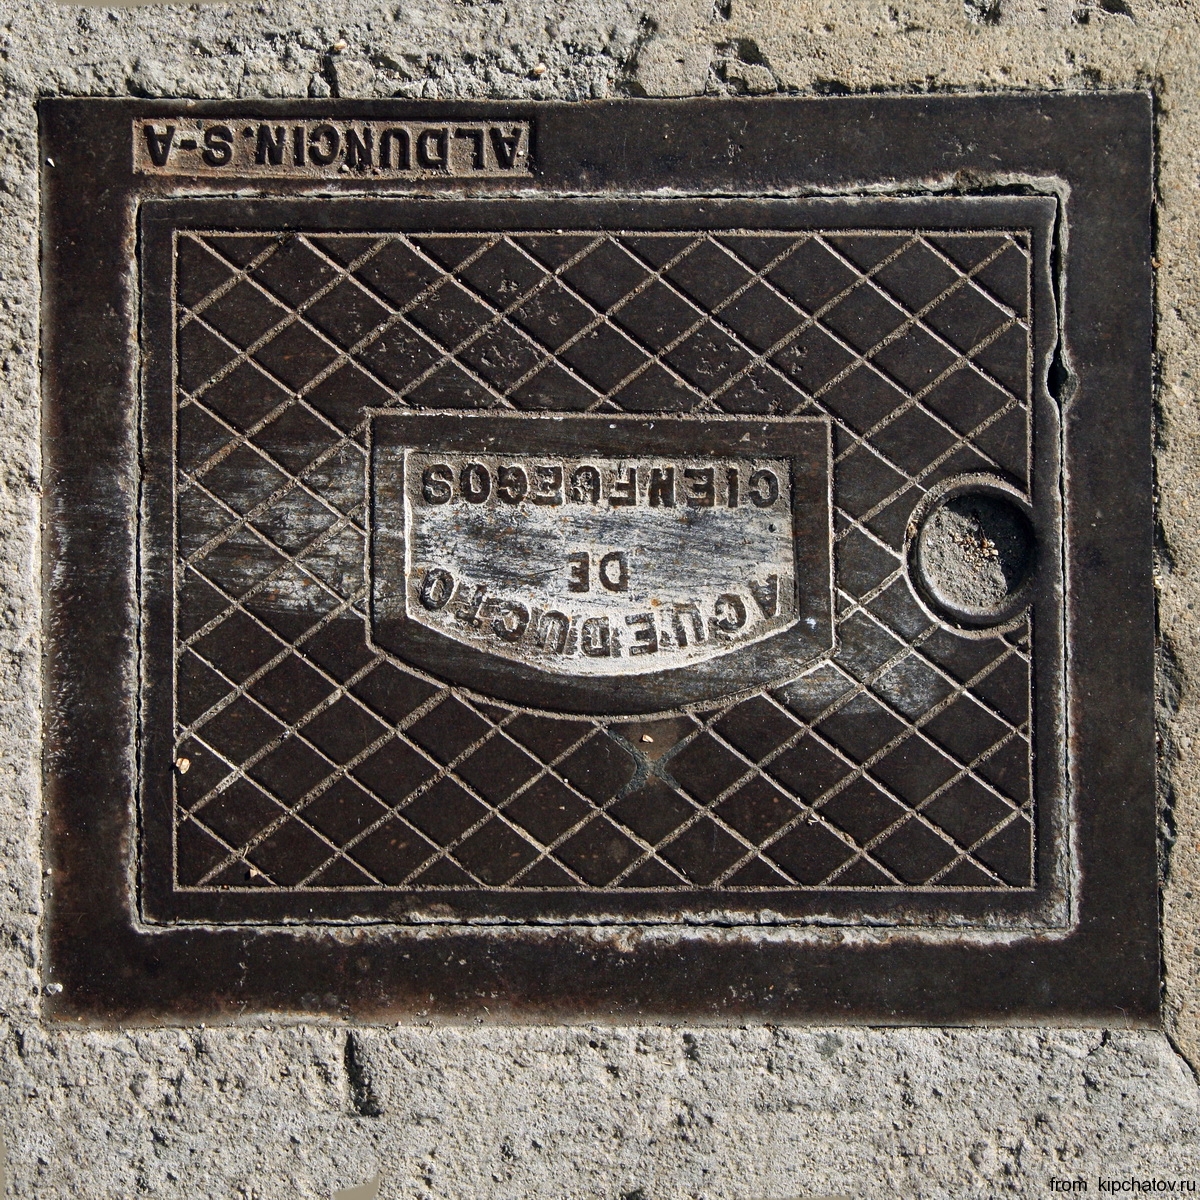 ACUEDUCTO
DE
CIENFUEGOS
ALDUNCIN.S-A
from kipchatov.ru